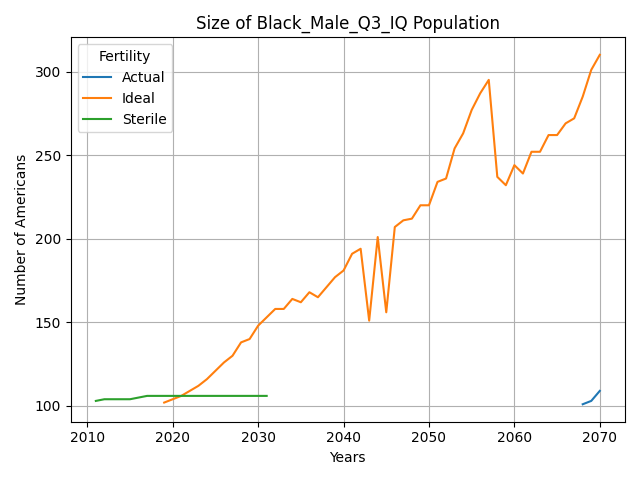 Size of Black_Male_Q3_IQ Population
Fertility
Actual
Ideal
Sterile
Number of Americans
300
250
200
150
100
2010 2020 2030 2040 2050 2060 2070
Years